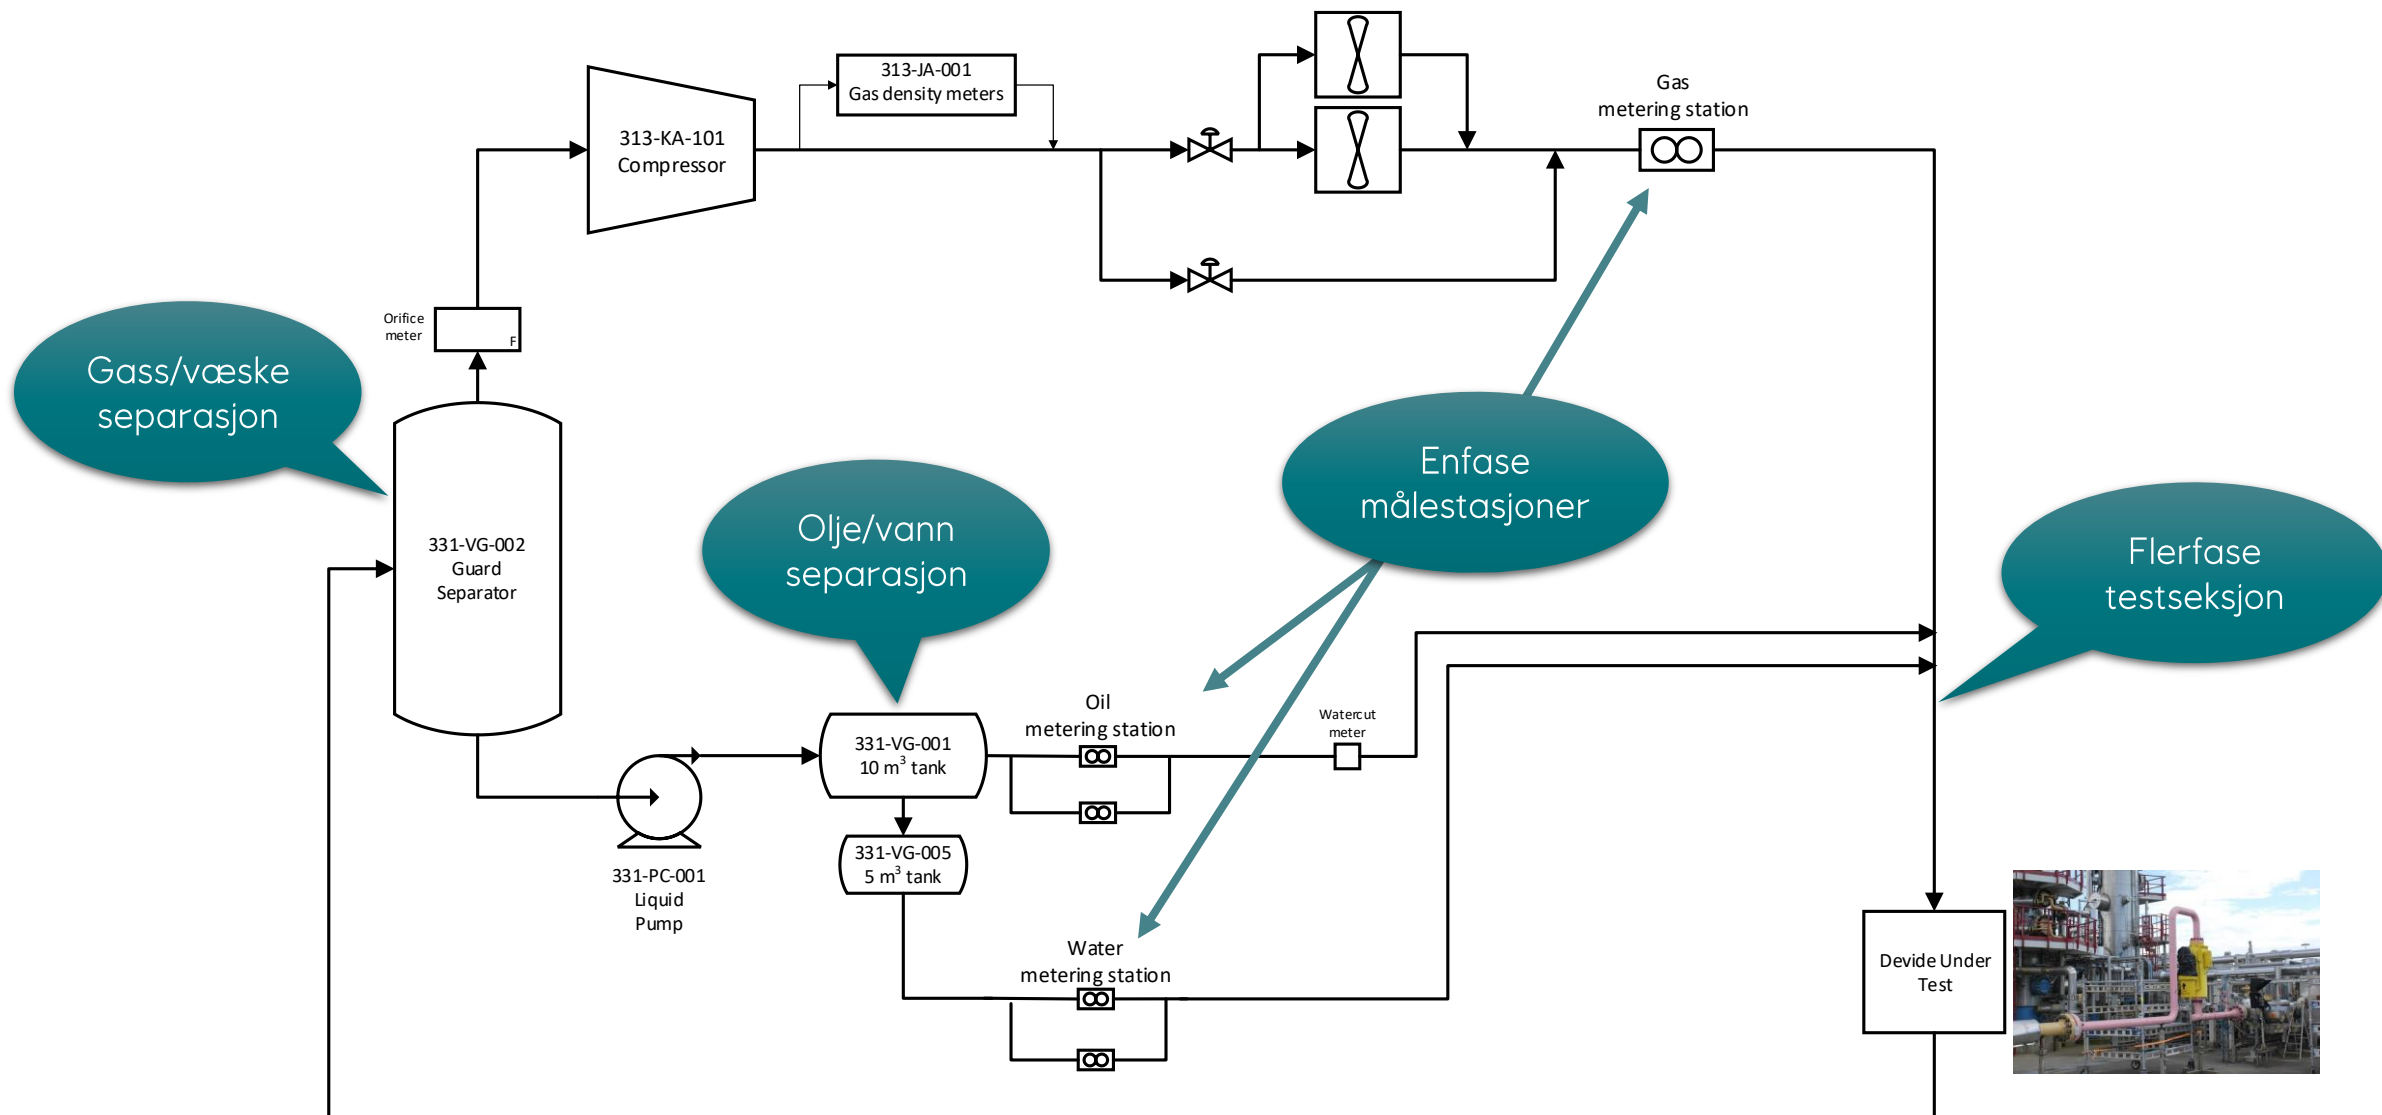 313-JA-001
Gas density meters
Gas
metering station
313-KA-101
Compressor
Orifice
meter
F
Gass/væske
separasjon
Enfase
målestasjoner
Olje/vann
separasjon
Flerfase
testseksjon
331-VG-002
Guard
Separator
Oil
metering station
Watercut
meter
331-VG-001
10 m³ tank
331-VG-005
5 m³ tank
331-PC-001
Liquid
Pump
Water
metering station
Devide Under
Test